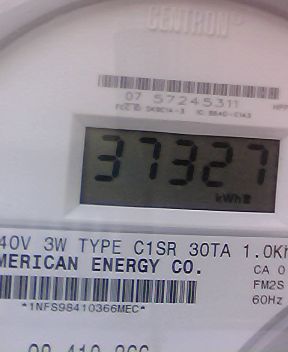 CENTRON
07 57245311
37327
kWh
40V 3W TYPE C1SR 30TA 1.0Kh
MERICAN ENERGY CO.
CA 0
FM2S
60Hz
*1NFS98410366MEC*